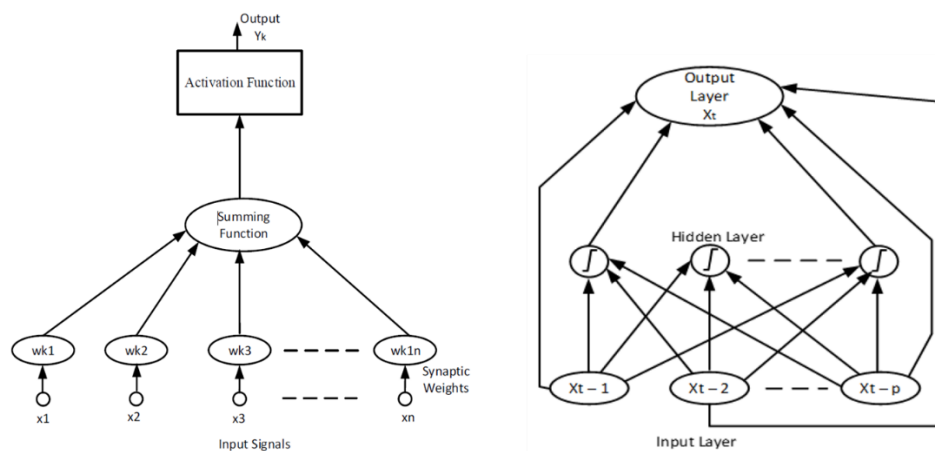 Output
Yk
Activation Function
Summing
Function
wk1 wk2 wk3 wk1n
Synaptic
Weights
x1 x2 x3 xn
Input Signals
Output
Layer
Xt
Hidden Layer
Xt – 1 Xt – 2 Xt – p
Input Layer